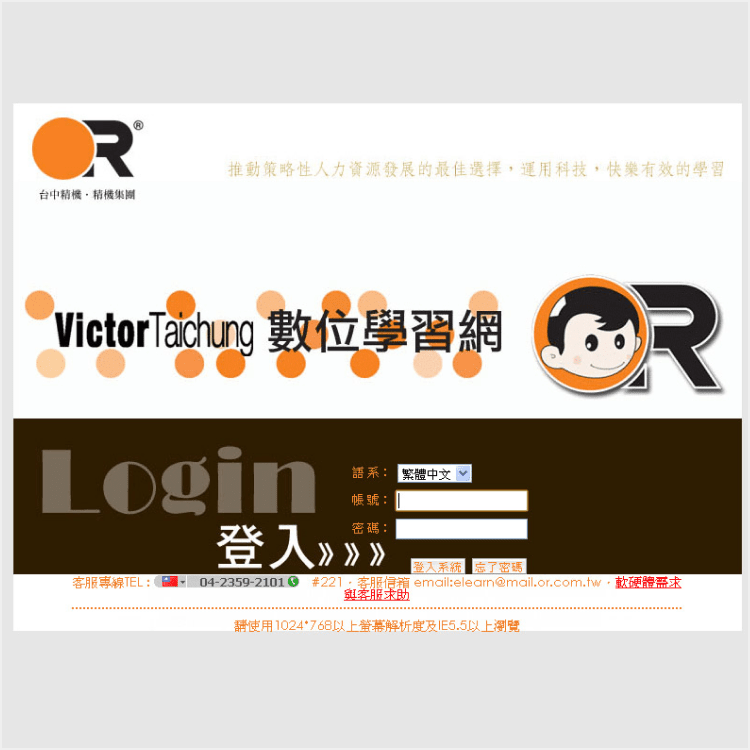 R®
台中精機・精機集團
推動策略性人力資源發展的最佳選擇，運用科技，快樂有效的學習
VictorTaichung 數位學習網
R
Login
登入》》》
譜系：繁體中文
帳號：
密碼：
登入系統 忘了密碼
客服專線TEL： 04-2359-2101 #221・客服信箱 email:elearn@mail.or.com.tw・軟硬體需求
與客服求助
請使用1024*768以上螢幕解析度及IE5.5以上瀏覽